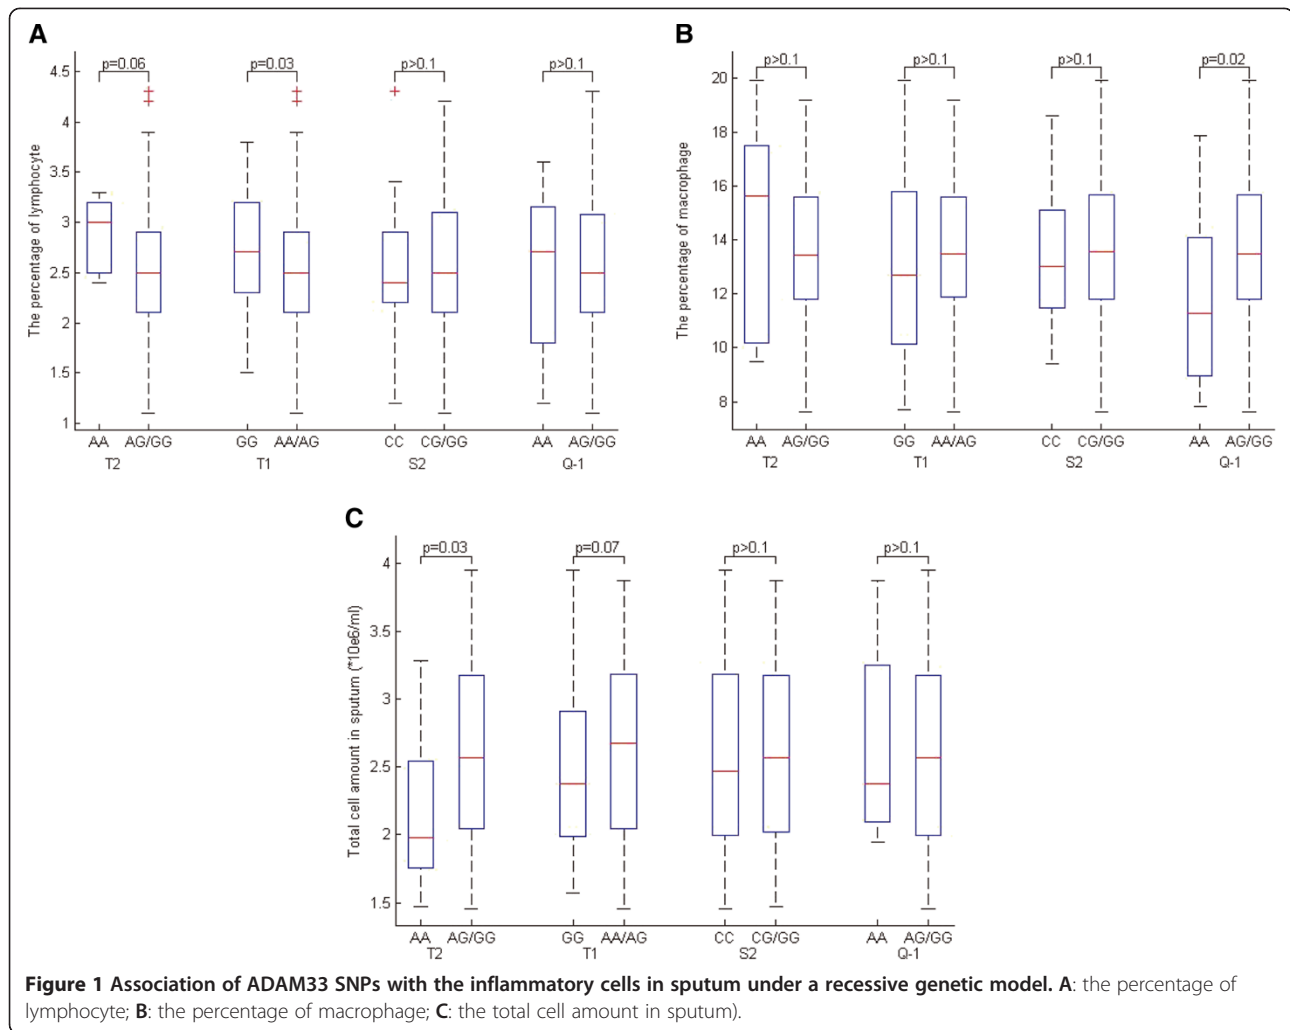 A
p=0.06 p=0.03 p>0.1 p>0.1
4.5
4
3.5
3
2.5
2
1.5
1
The percentage of lymphocyte
AA AG/GG GG AA/AG CC CG/GG AA AG/GG
T2 T1 S2 Q-1
B
p>0.1 p>0.1 p>0.1 p=0.02
20
18
16
14
12
10
8
The percentage of macrophage
AA AG/GG GG AA/AG CC CG/GG AA AG/GG
T2 T1 S2 Q-1
C
p=0.03 p=0.07 p>0.1 p>0.1
4
3.5
3
2.5
2
1.5
Total cell amount in sputum (*10e6/ml)
AA AG/GG GG AA/AG CC CG/GG AA AG/GG
T2 T1 S2 Q-1
Figure 1 Association of ADAM33 SNPs with the inflammatory cells in sputum under a recessive genetic model. A: the percentage of
lymphocyte; B: the percentage of macrophage; C: the total cell amount in sputum).